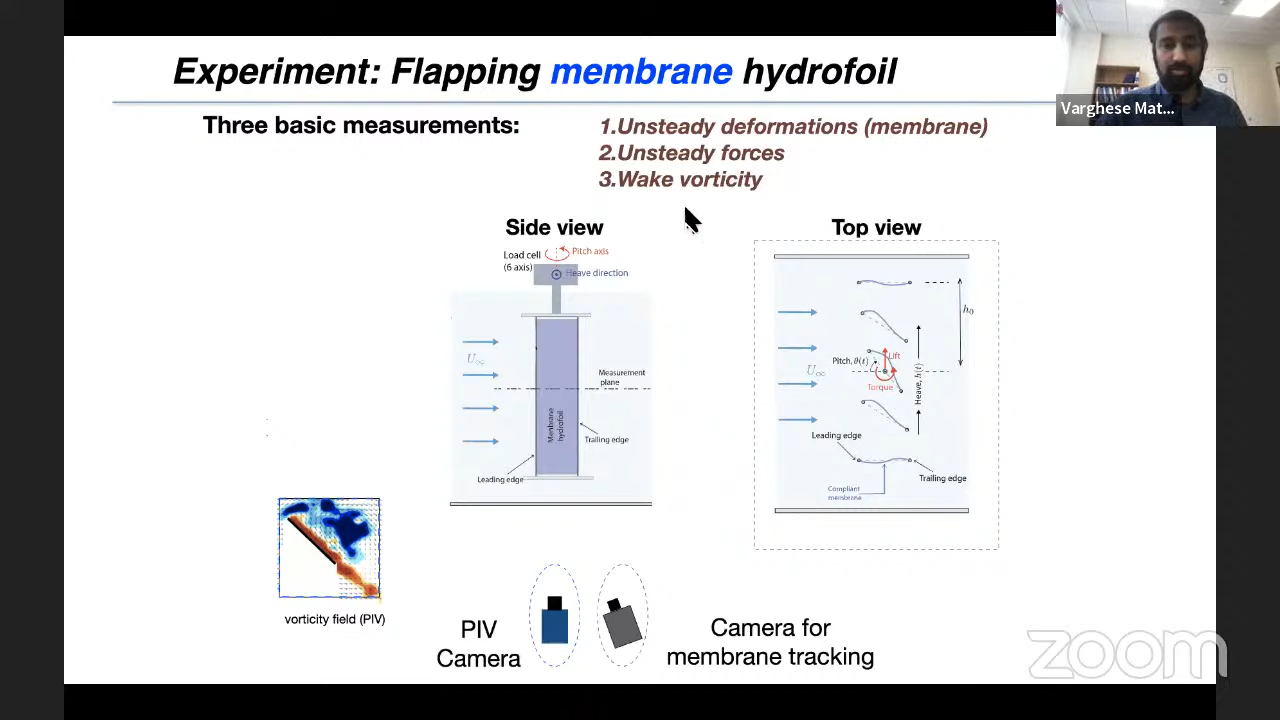 Experiment: Flapping membrane hydrofoil
Varghese Mat...
Three basic measurements:
1.Unsteady deformations (membrane)
2.Unsteady forces
3.Wake vorticity
Side view
Load cell
(6 axis)
Pitch axis
Heave direction
U∞
Measurement
plane
Membrane
hydrofoil
Trailing edge
Leading edge
Top view
h0
Pitch, θ(t)
Lift
U∞
Torque
Heave, h(t)
Leading edge
Trailing edge
Compliant
membrane
vorticity field (PIV)
PIV
Camera
Camera for
membrane tracking
zoom